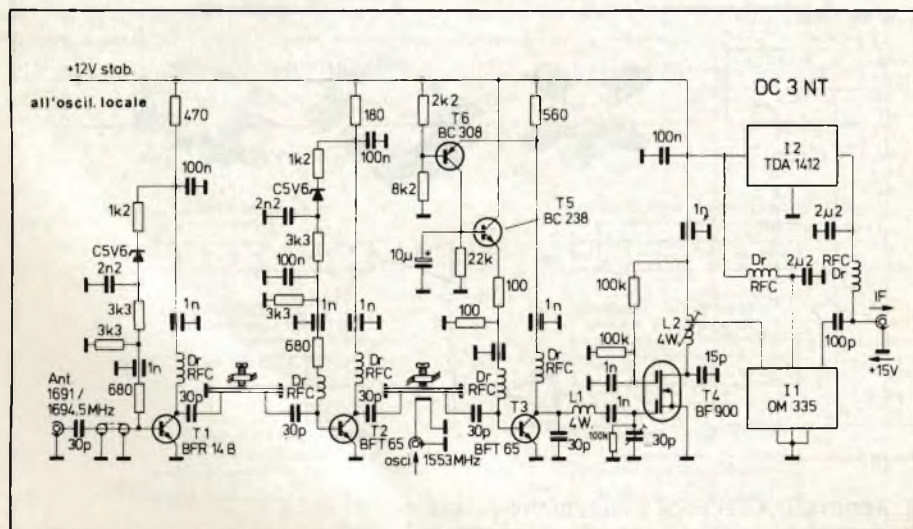 +12V stab.
all'oscil. locale
DC 3 NT
470
180
2k2
T6
BC 308
560
100n
I2
TDA 1412
100n
1k2
100n
1k2
C5V6
8k2
T5
BC 238
1n
2µ2
C5V6
2n2
3k3
10µ
+
22k
Dr
RFC
2µ2
RFC
Dr
IF
2n2
100n
100
100k
3k3
1n
3k3
1n
100
1n
L2
4W.
100p
+15V
3k3
1n
680
Dr
RFC
680
Dr
RFC
100k
15p
Dr
RFC
1n
T4
BF900
I1
OM 335
Ant.
1691/
1694.5MHz
30p
Dr
RFC
30p
Dr
RFC
T3
L1
4W.
1n
30p
T1
BFR 14 B
30p
T2
BFT 65
30p
BFT 65
30p
100k
30p
osci
1553MHz